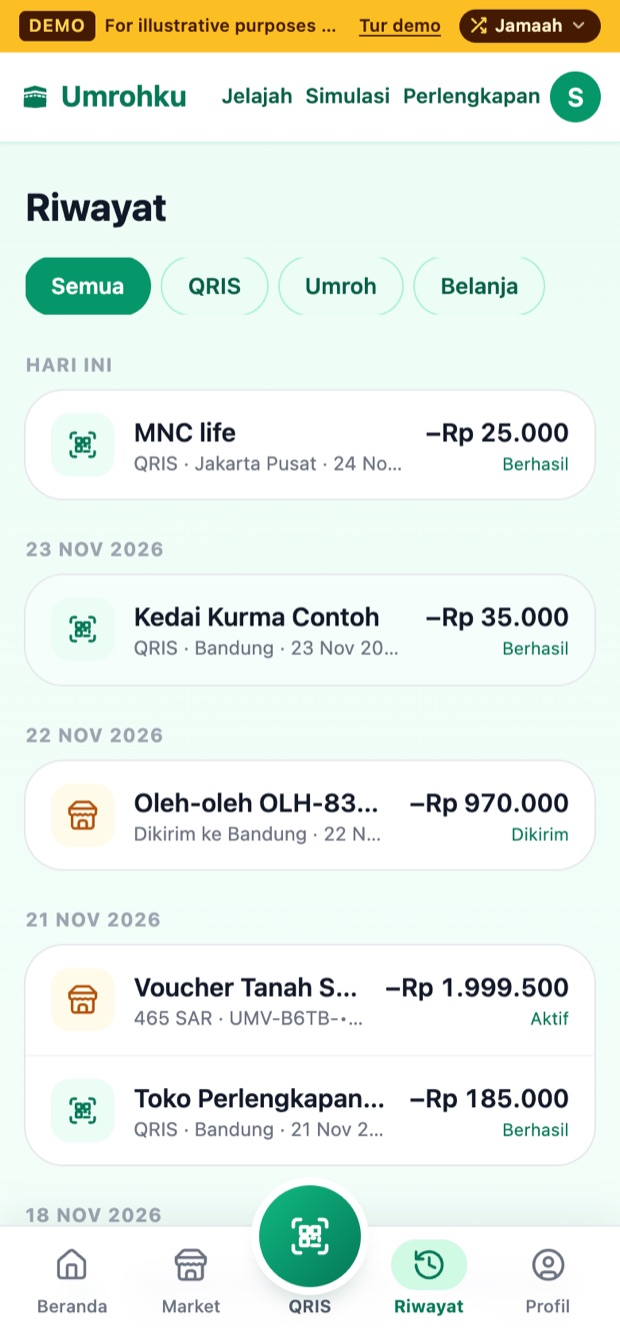 DEMO For illustrative purposes ... Tur demo Jamaah
Umrohku Jelajah Simulasi Perlengkapan S
Riwayat
Semua QRIS Umroh Belanja
HARI INI
MNC life −Rp 25.000
QRIS · Jakarta Pusat · 24 No... Berhasil
23 NOV 2026
Kedai Kurma Contoh −Rp 35.000
QRIS · Bandung · 23 Nov 20... Berhasil
22 NOV 2026
Oleh-oleh OLH-83... −Rp 970.000
Dikirim ke Bandung · 22 N... Dikirim
21 NOV 2026
Voucher Tanah S... −Rp 1.999.500
465 SAR · UMV-B6TB-•... Aktif
Toko Perlengkapan... −Rp 185.000
QRIS · Bandung · 21 Nov 2... Berhasil
18 NOV 2026
Beranda Market QRIS Riwayat Profil